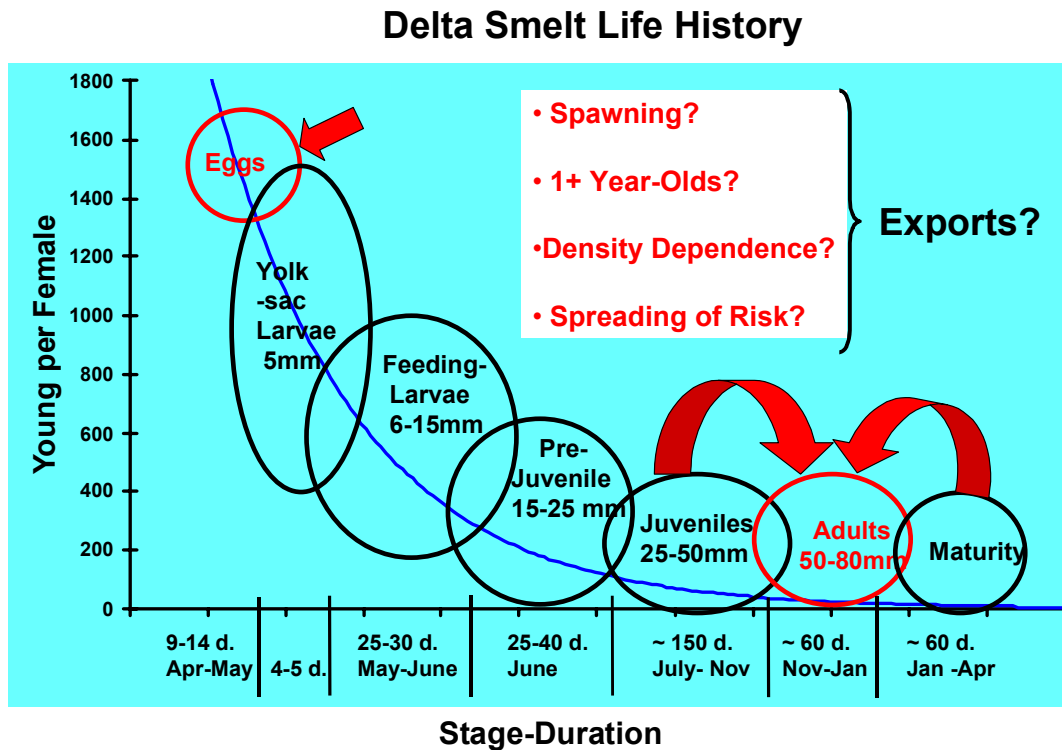 Delta Smelt Life History
1800
1600
1400
1200
1000
800
600
400
200
0
Young per Female
Eggs
Yolk
-sac
Larvae
5mm
Feeding-
Larvae
6-15mm
Pre-
Juvenile
15-25 mm
Juveniles
25-50mm
Adults
50-80mm
Maturity
• Spawning?
• 1+ Year-Olds?
•Density Dependence?
• Spreading of Risk?
Exports?
9-14 d.
Apr-May
4-5 d.
25-30 d.
May-June
25-40 d.
June
~ 150 d.
July- Nov
~ 60 d.
Nov-Jan
~ 60 d.
Jan -Apr
Stage-Duration